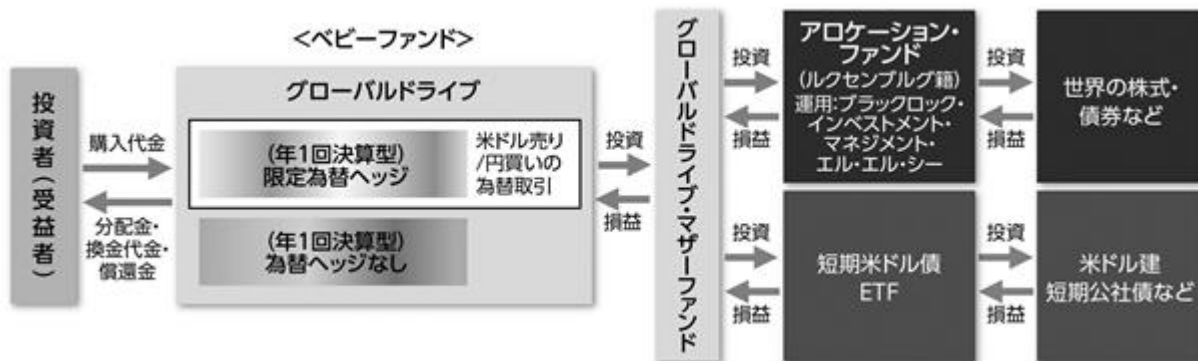 <ベビーファンド>
投資者(受益者)
購入代金
分配金・
換金代金・
償還金
グローバルドライブ
(年1回決算型)
限定為替ヘッジ
米ドル売り
/円買いの
為替取引
(年1回決算型)
為替ヘッジなし
投資
損益
グローバルドライブ・マザーファンド
投資
損益
アロケーション・
ファンド
(ルクセンブルグ籍)
運用:ブラックロック・
インベストメント・
マネジメント・
エル・エル・シー
投資
損益
世界の株式・
債券など
投資
損益
短期米ドル債
ETF
投資
損益
米ドル建
短期公社債など